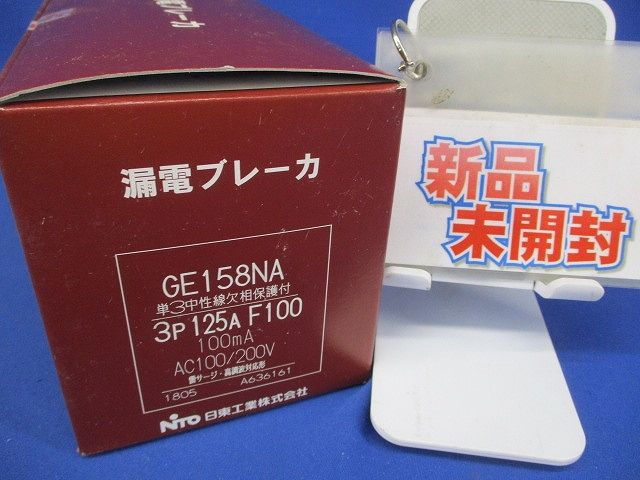 漏電ブレーカ
GE158NA
単3中性線欠相保護付
3P 125A F100
100mA
AC100/200V
雷サージ・高調波対応形
1805 A636161
NITO 日東工業株式会社
新品
未開封